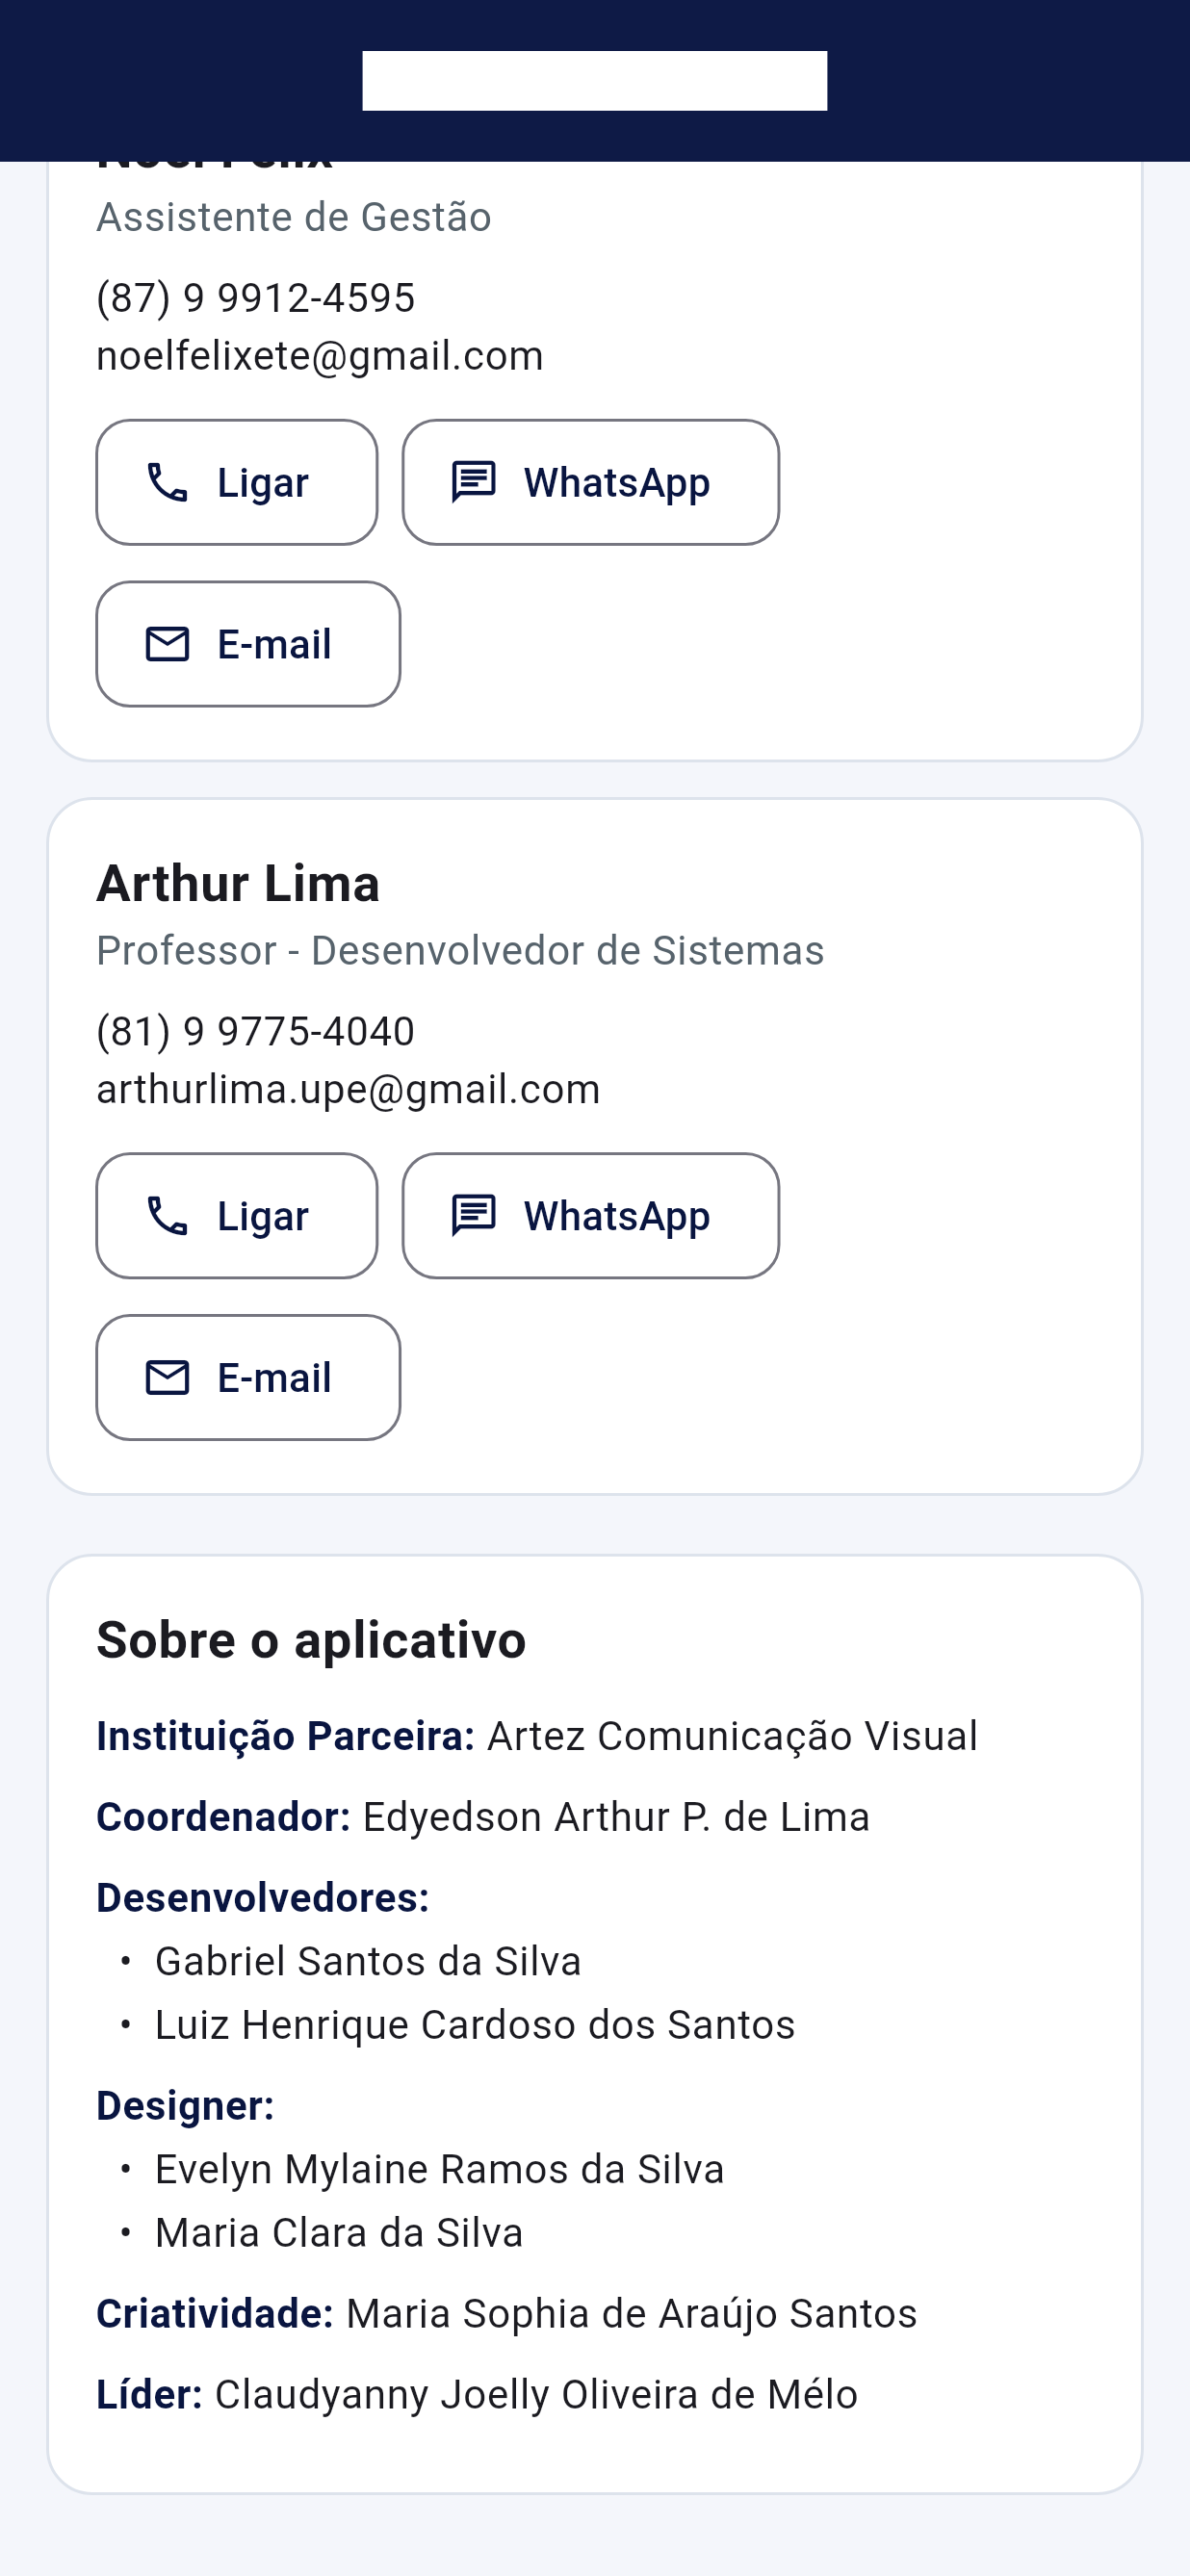 Noel Felix
Assistente de Gestão
(87) 9 9912-4595
noelfelixete@gmail.com
Ligar
WhatsApp
E-mail
Arthur Lima
Professor - Desenvolvedor de Sistemas
(81) 9 9775-4040
arthurlima.upe@gmail.com
Ligar
WhatsApp
E-mail
Sobre o aplicativo
Instituição Parceira: Artez Comunicação Visual
Coordenador: Edyedson Arthur P. de Lima
Desenvolvedores:
• Gabriel Santos da Silva
• Luiz Henrique Cardoso dos Santos
Designer:
• Evelyn Mylaine Ramos da Silva
• Maria Clara da Silva
Criatividade: Maria Sophia de Araújo Santos
Líder: Claudyanny Joelly Oliveira de Mélo